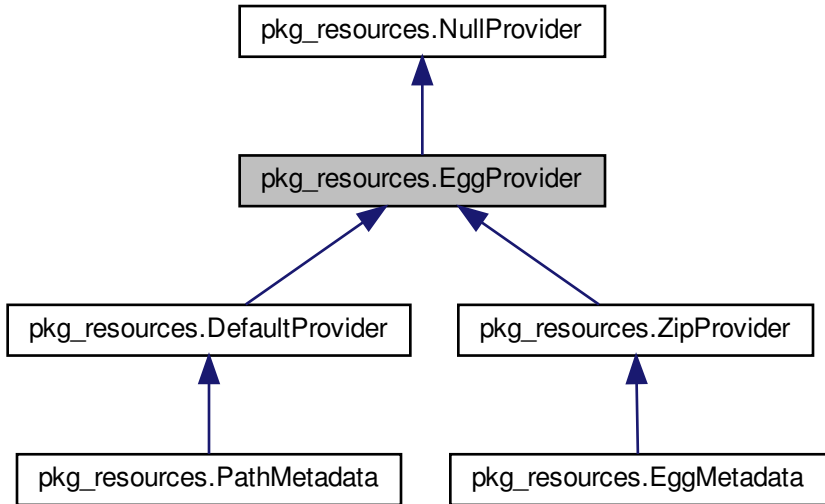 pkg_resources.NullProvider
pkg_resources.EggProvider
pkg_resources.DefaultProvider
pkg_resources.ZipProvider
pkg_resources.PathMetadata
pkg_resources.EggMetadata